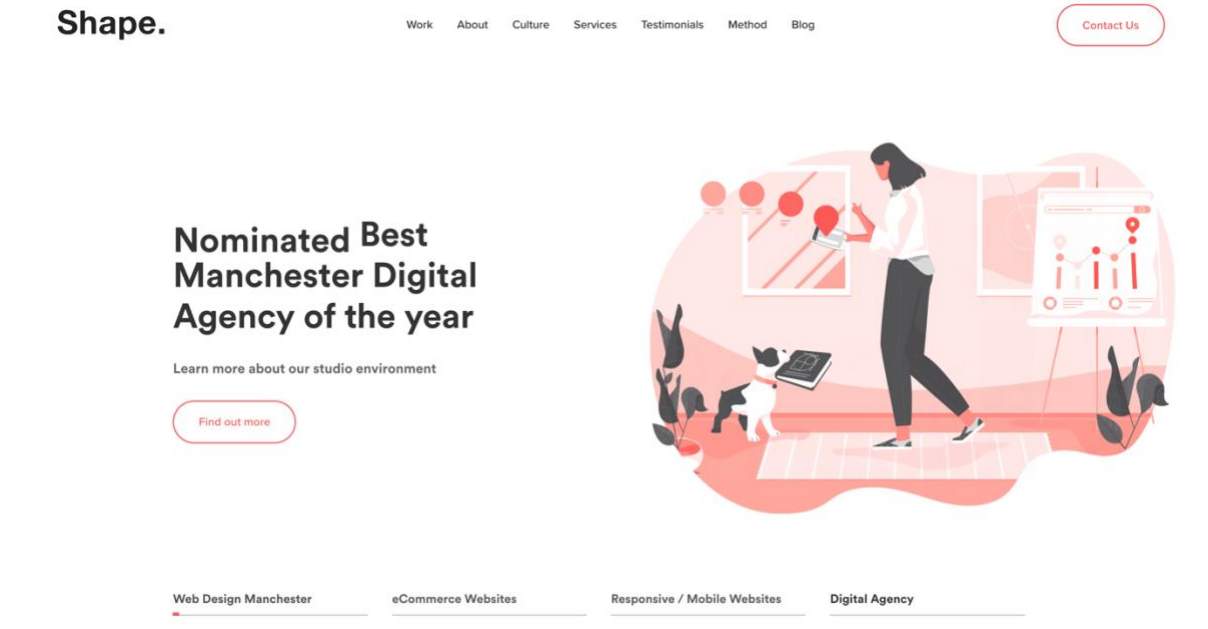 Shape.
Work About Culture Services Testimonials Method Blog
Contact Us
Nominated Best
Manchester Digital
Agency of the year
Learn more about our studio environment
Find out more
Web Design Manchester
eCommerce Websites
Responsive / Mobile Websites
Digital Agency